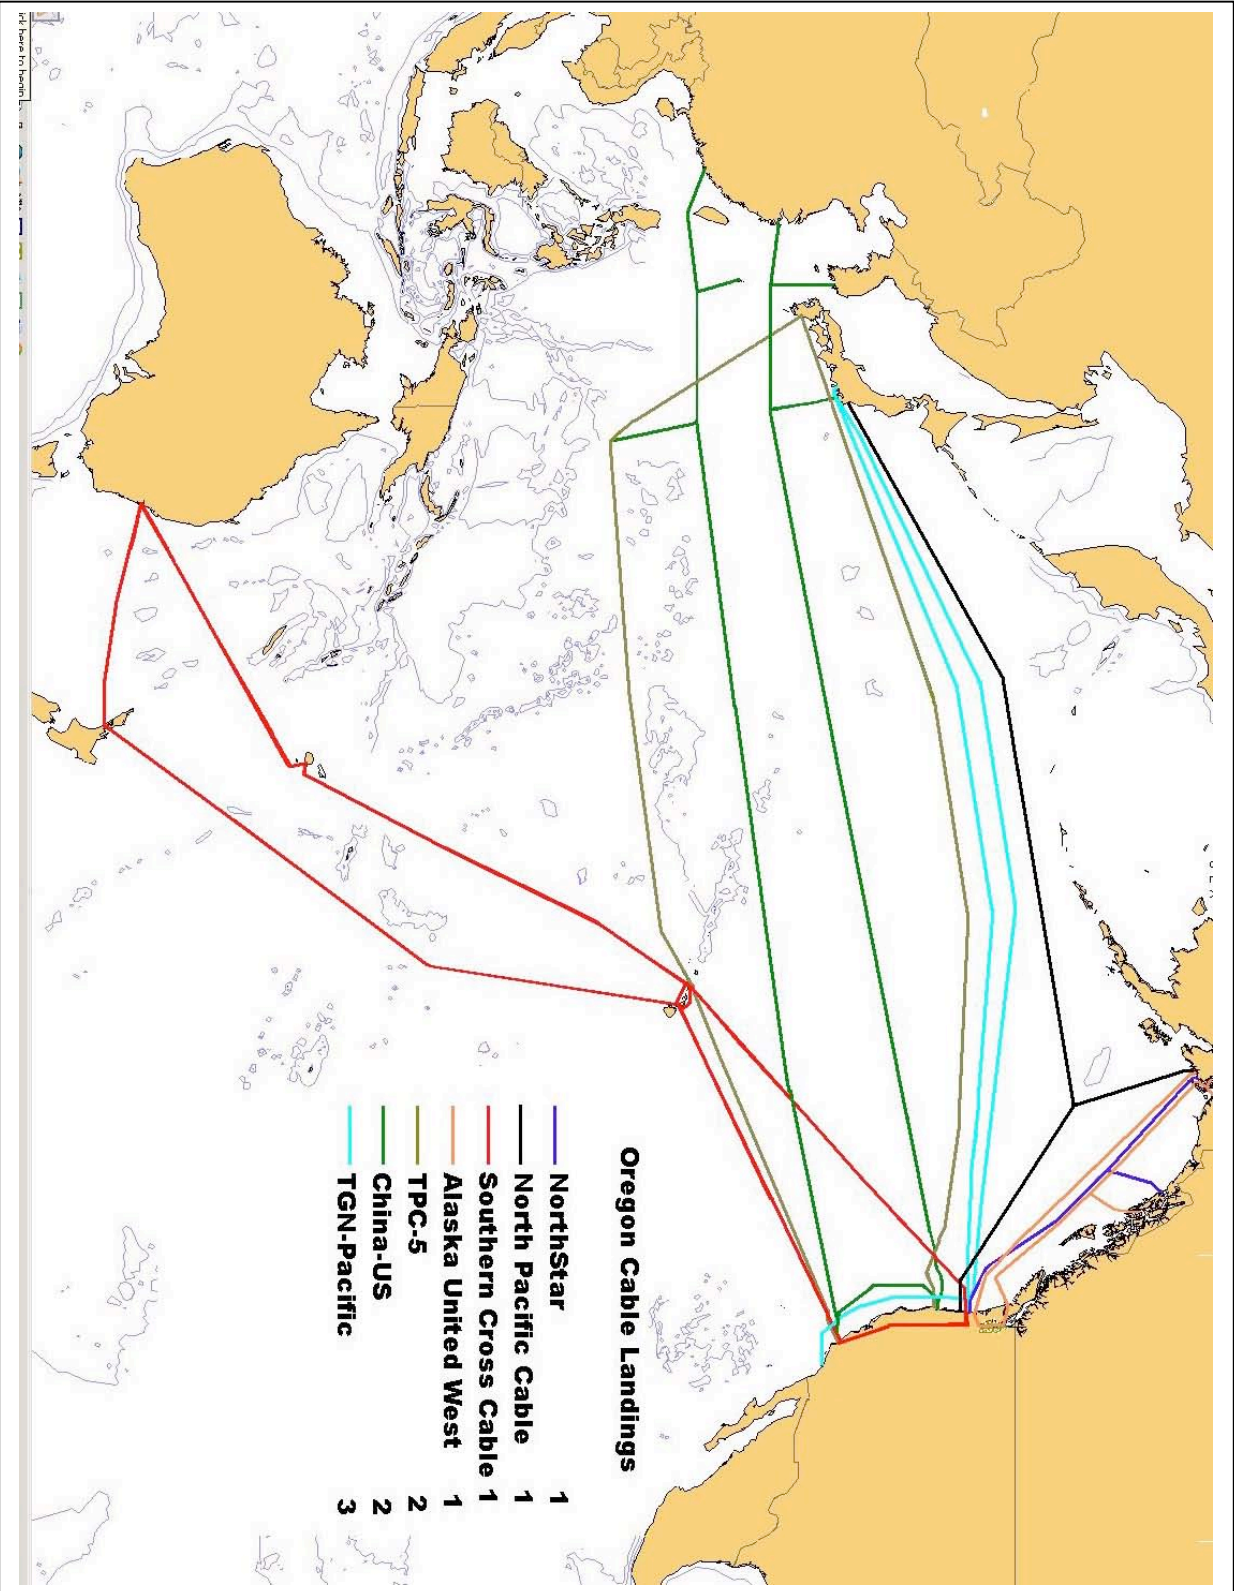 Oregon Cable Landings
NorthStar 1
North Pacific Cable 1
Southern Cross Cable 1
Alaska United West 1
TPC-5 2
China-US 2
TGN-Pacific 3